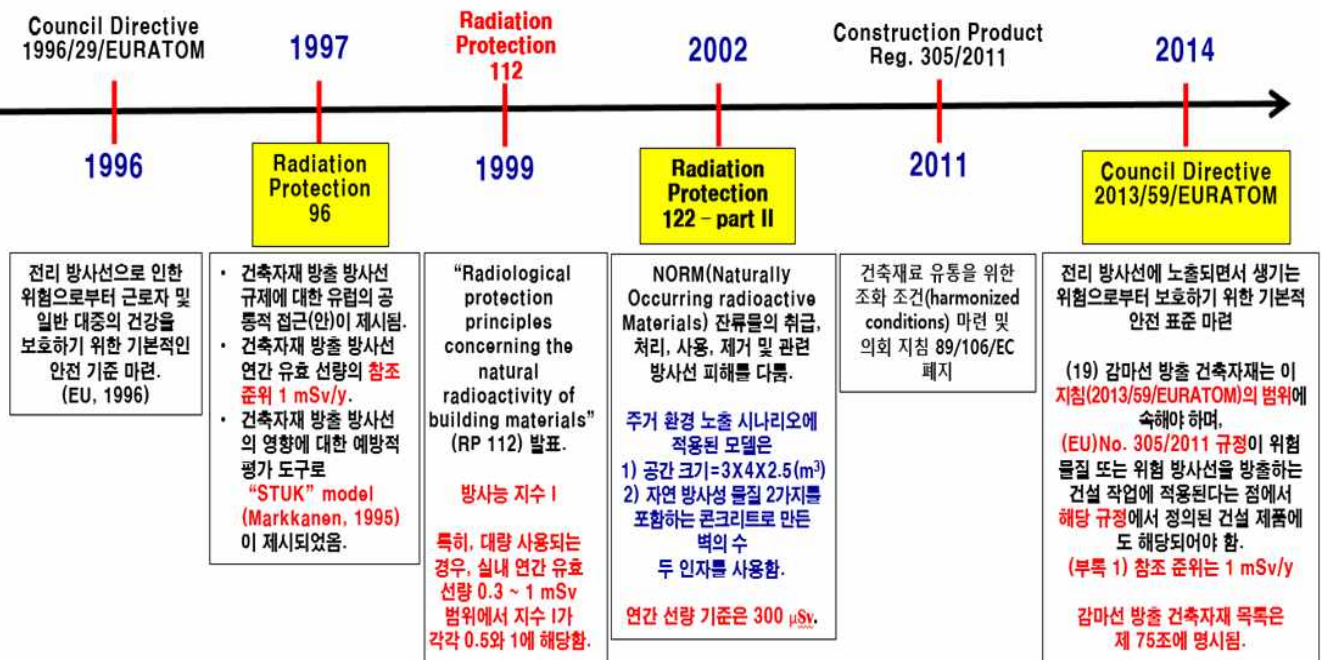 Council Directive
1996/29/EURATOM
1996
전리 방사선으로 인한
위험으로부터 근로자 및
일반 대중의 건강을
보호하기 위한 기본적인
안전 기준 마련.
(EU, 1996)
1997
Radiation
Protection
96
• 건축자재 방출 방사선
규제에 대한 유럽의 공
통적 접근(안)이 제시됨.
• 건축자재 방출 방사선
연간 유효 선량의 참조
준위 1 mSv/y.
• 건축자재 방출 방사선
의 영향에 대한 예방적
평가 도구로
“STUK” model
(Markkanen, 1995)
이 제시되었음.
Radiation
Protection
112
1999
“Radiological
protection
principles
concerning the
natural
radioactivity of
building materials”
(RP 112) 발표.
방사능 지수 I
특히, 대량 사용되는
경우, 실내 연간 유효
선량 0.3 ~ 1 mSv
범위에서 지수 I가
각각 0.5와 1에 해당함.
2002
Radiation
Protection
122 – part II
NORM(Naturally
Occurring radioactive
Materials) 잔류물의 취급,
처리, 사용, 제거 및 관련
방사선 피해를 다룸.
주거 환경 노출 시나리오에
적용된 모델은
1) 공간 크기=3X4X2.5(m³)
2) 자연 방사성 물질 2가지를
포함하는 콘크리트로 만든
벽의 수
두 인자를 사용함.
연간 선량 기준은 300 μSv.
Construction Product
Reg. 305/2011
2011
건축재료 유통을 위한
조화 조건(harmonized
conditions) 마련 및
의회 지침 89/106/EC
폐지
2014
Council Directive
2013/59/EURATOM
전리 방사선에 노출되면서 생기는
위험으로부터 보호하기 위한 기본적
안전 표준 마련
(19) 감마선 방출 건축자재는 이
지침(2013/59/EURATOM)의 범위에
속해야 하며,
(EU)No. 305/2011 규정이 위험
물질 또는 위험 방사선을 방출하는
건설 작업에 적용된다는 점에서
해당 규정에서 정의된 건설 제품에
도 해당되어야 함.
(부록 1) 참조 준위는 1 mSv/y
감마선 방출 건축자재 목록은
제 75조에 명시됨.